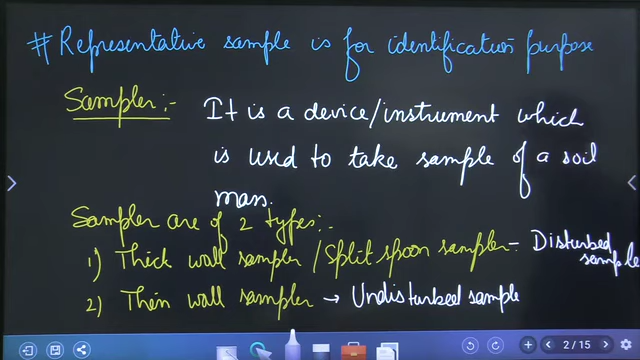 # Representative sample is for identification purpose
Sampler:- It is a device/instrument which
is used to take sample of a soil
mass.
Sampler are of 2 types:-
1) Thick wall sampler/Split spoon sampler - Disturbed
sample
2) Thin wall sampler → Undisturbed sample
2/15